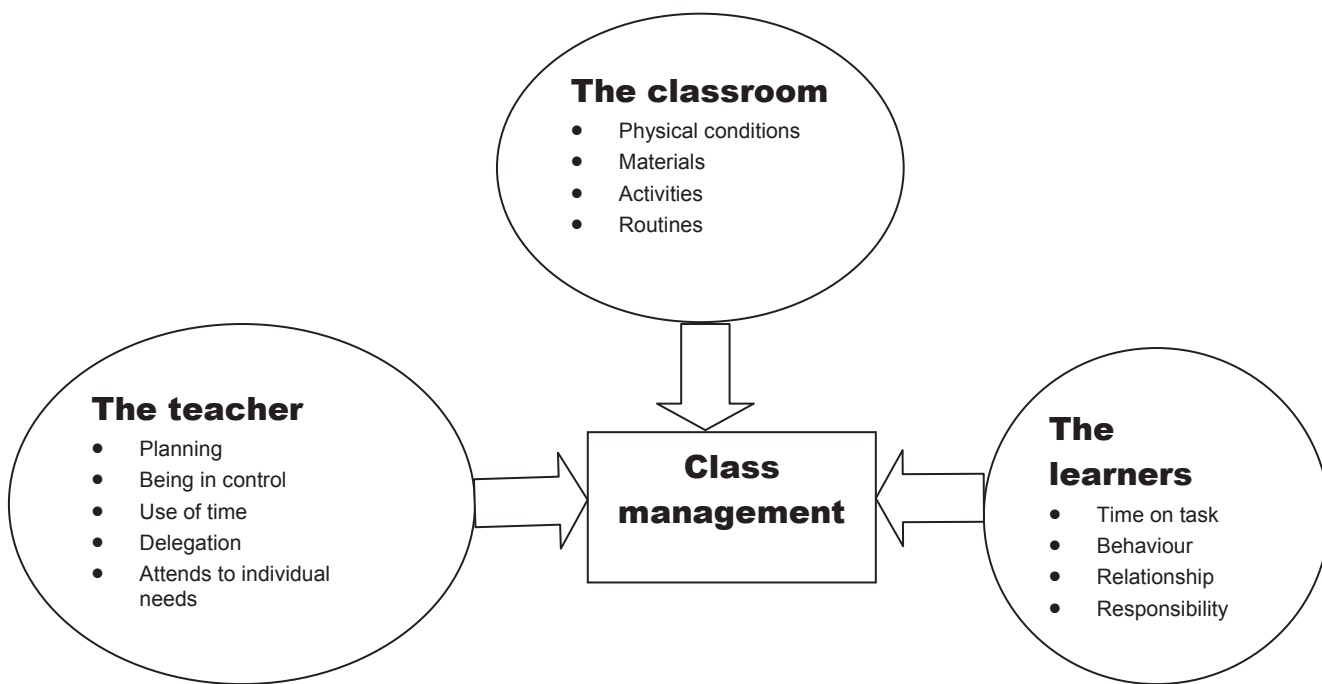 The classroom
• Physical conditions
• Materials
• Activities
• Routines
The teacher
• Planning
• Being in control
• Use of time
• Delegation
• Attends to individual
needs
Class
management
The
learners
• Time on task
• Behaviour
• Relationship
• Responsibility